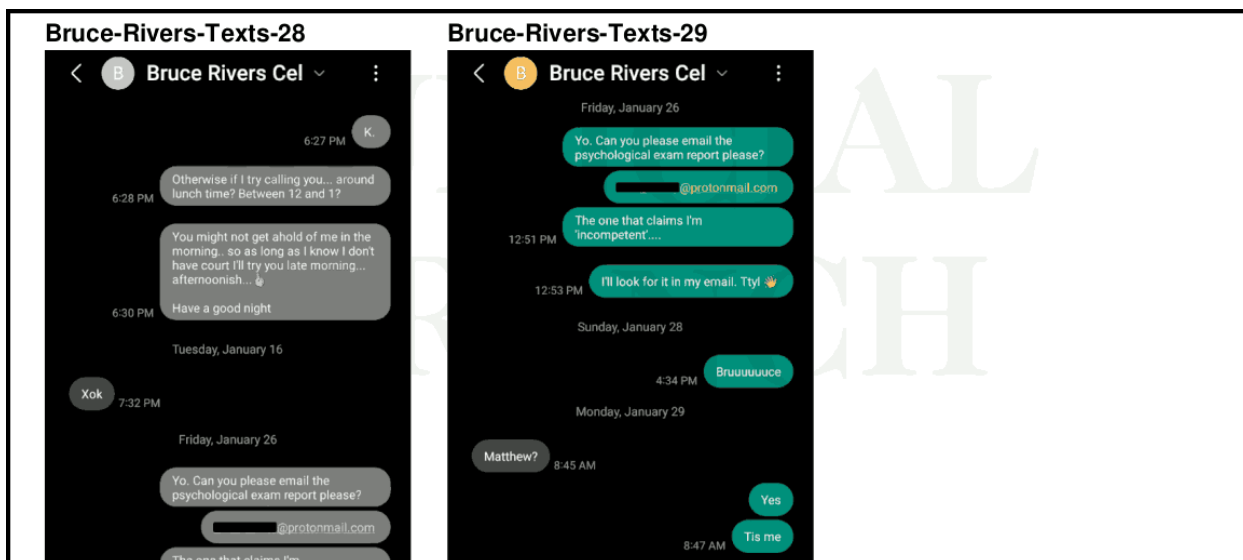 Bruce-Rivers-Texts-28
B Bruce Rivers Cel
K.
6:27 PM
Otherwise if I try calling you... around
lunch time? Between 12 and 1?
6:28 PM
You might not get ahold of me in the
morning.. so as long as I know I don't
have court I'll try you late morning...
afternoonish...
Have a good night
6:30 PM
Tuesday, January 16
Xok
7:32 PM
Friday, January 26
Yo. Can you please email the
psychological exam report please?
@protonmail.com
The one that claims I'm
Bruce-Rivers-Texts-29
B Bruce Rivers Cel
Friday, January 26
Yo. Can you please email the
psychological exam report please?
@protonmail.com
The one that claims I'm
'incompetent'....
12:51 PM
I'll look for it in my email. Ttyl 👋
12:53 PM
Sunday, January 28
Bruuuuuuce
4:34 PM
Monday, January 29
Matthew?
8:45 AM
Yes
Tis me
8:47 AM